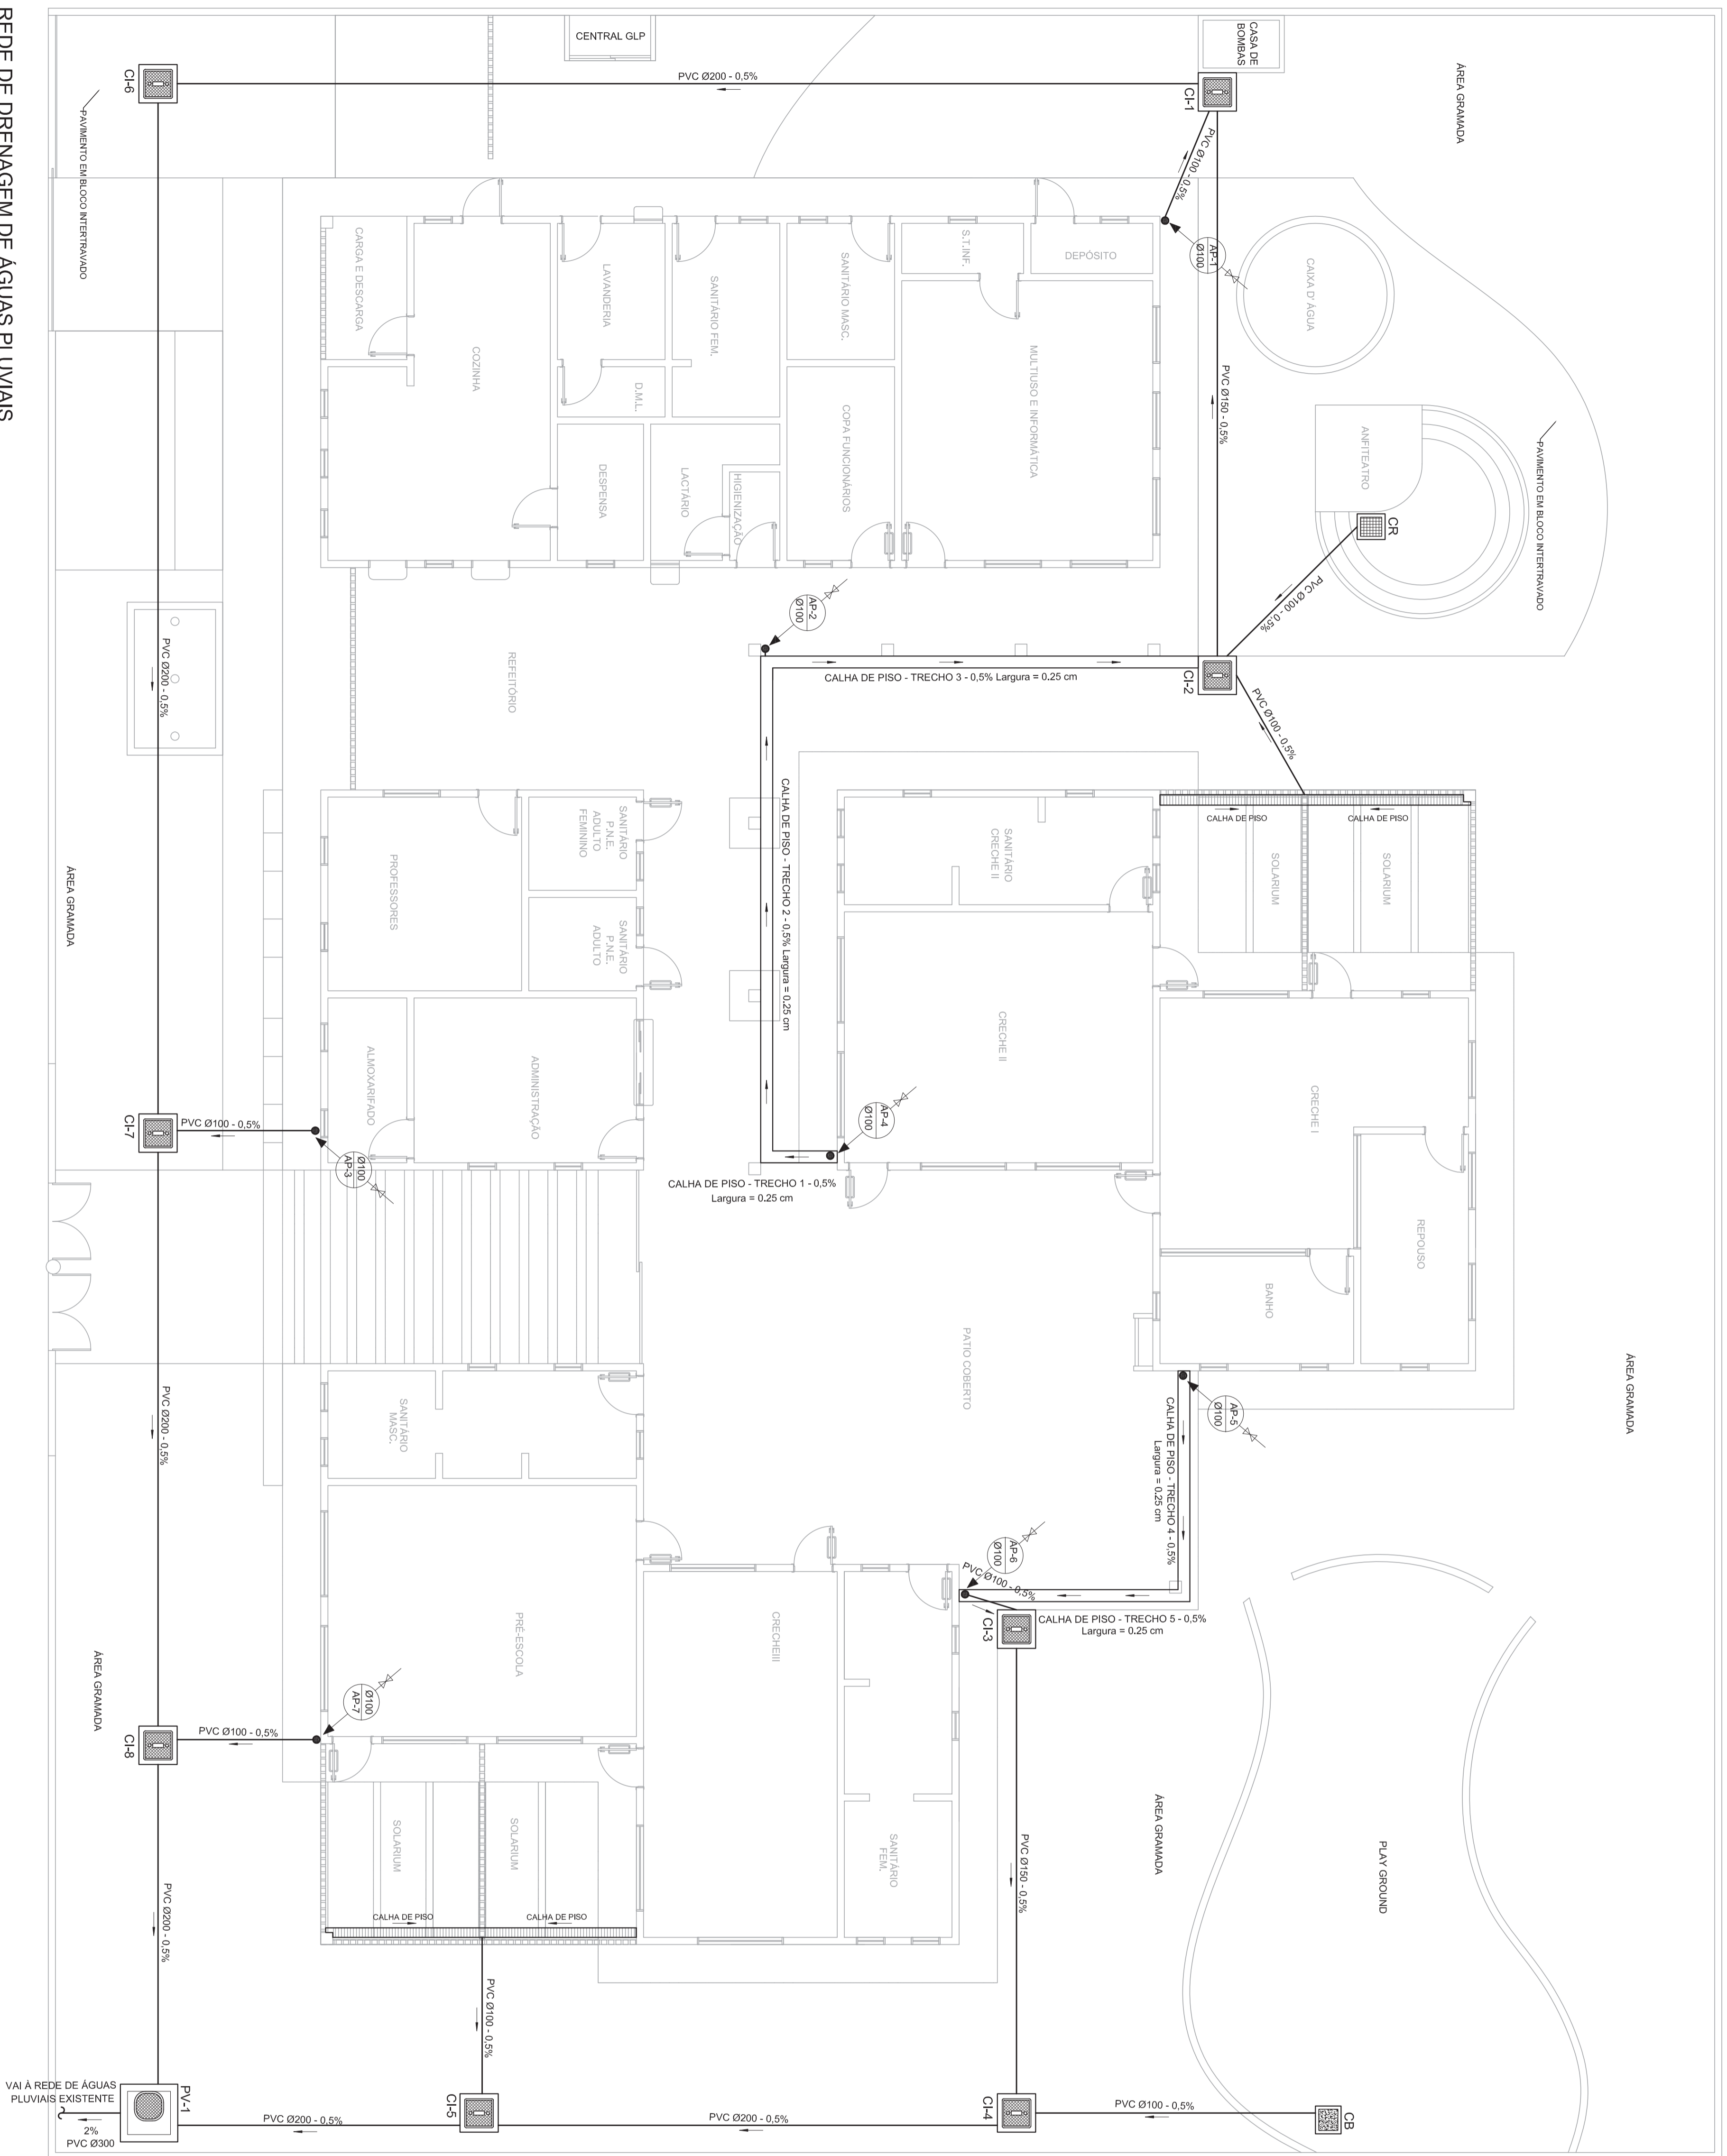 REDE DE DRENAGEM DE ÁGUAS PLUVIAIS
CENTRAL GLP
CASA DE
BOMBAS
ÁREA GRAMADA
CI-6
PVC Ø200 - 0,5%
CI-1
PAVIMENTO EM BLOCO INTERTRAVADO
PVC Ø100 - 0,5%
AP-1
Ø100
CARGA E DESCARGA
COZINHA
LAVANDERIA
D.M.L.
SANITÁRIO FEM.
SANITÁRIO MASC.
S.T.INF.
DEPÓSITO
CAIXA D' ÁGUA
MULTIUSO E INFORMÁTICA
COPA FUNCIONÁRIOS
DESPENSA
LACTÁRIO
HIGIENIZAÇÃO
PVC Ø150 - 0,5%
ANFITEATRO
CR
PAVIMENTO EM BLOCO INTERTRAVADO
PVC Ø100 - 0,5%
AP-2
Ø100
PVC Ø200 - 0,5%
REFEITÓRIO
CALHA DE PISO - TRECHO 3 - 0,5% Largura = 0.25 cm
CI-2
PVC Ø100 - 0,5%
CALHA DE PISO
CALHA DE PISO
SOLARIUM
SOLARIUM
CALHA DE PISO - TRECHO 2 - 0,5% Largura = 0.25 cm
SANITÁRIO
CRECHE II
SANITÁRIO
P.N.E.
ADULTO
FEMININO
PROFESSORES
SANITÁRIO
P.N.E.
ADULTO
ÁREA GRAMADA
CRECHE II
CRECHE I
ALMOXARIFADO
ADMINISTRAÇÃO
AP-4
Ø100
CI-7
PVC Ø100 - 0,5%
Ø100
AP-3
CALHA DE PISO - TRECHO 1 - 0,5%
Largura = 0.25 cm
REPOUSO
BANHO
PATIO COBERTO
ÁREA GRAMADA
AP-5
Ø100
CALHA DE PISO - TRECHO 4 - 0,5%
Largura = 0.25 cm
PVC Ø200 - 0,5%
SANITÁRIO
MASC.
AP-6
Ø100
PVC Ø100 - 0,5%
CI-3
CALHA DE PISO - TRECHO 5 - 0,5%
Largura = 0.25 cm
PRÉ-ESCOLA
CRECHEIII
ÁREA GRAMADA
Ø100
AP-7
CI-8
PVC Ø100 - 0,5%
SOLARIUM
SOLARIUM
SANITÁRIO
FEM.
PVC Ø150 - 0,5%
ÁREA GRAMADA
PLAY GROUND
CALHA DE PISO
CALHA DE PISO
PVC Ø200 - 0,5%
PVC Ø100 - 0,5%
VAI À REDE DE ÁGUAS
PLUVIAIS EXISTENTE
2%
PVC Ø300
PV-1
PVC Ø200 - 0,5%
CI-5
PVC Ø200 - 0,5%
CI-4
PVC Ø100 - 0,5%
CB